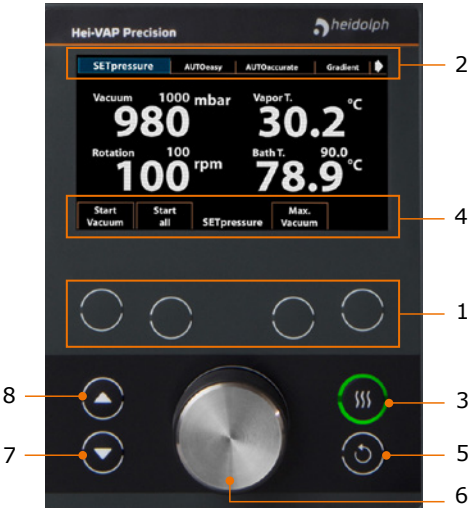 Hei-VAP Precision
heidolph
SETpressure AUTOeasy AUTOaccurate Gradient
2
Vacuum 1000 mbar
980
Vapor T.
30.2 °C
Rotation 100 rpm
100
Bath T. 90.0
78.9 °C
Start Vacuum
Start all
SETpressure
Max. Vacuum
4
1
8
3
7
5
6